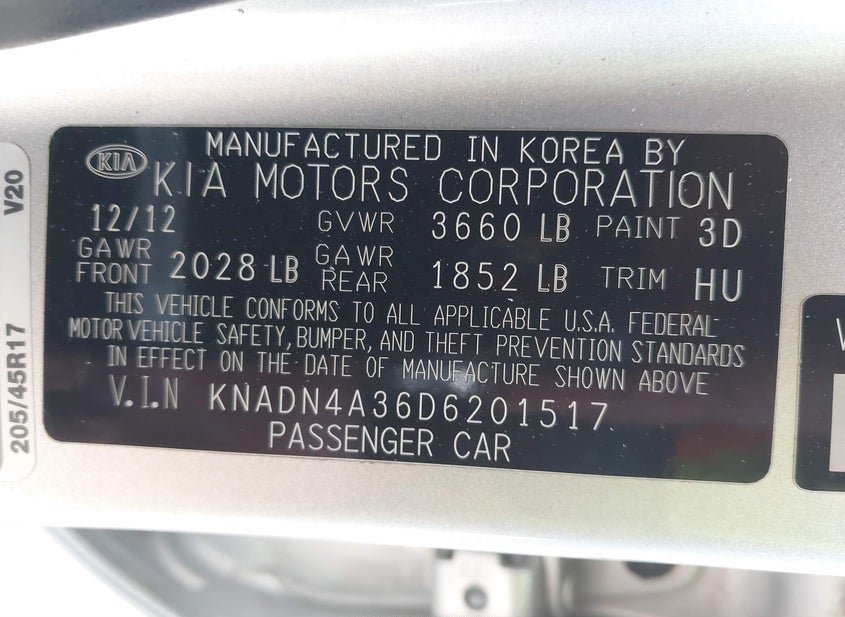 KIA
MANUFACTURED IN KOREA BY
KIA MOTORS CORPORATION
12/12 GVWR 3660 LB PAINT 3D
GAWR FRONT 2028 LB GAWR REAR 1852 LB TRIM HU
THIS VEHICLE CONFORMS TO ALL APPLICABLE U.S.A. FEDERAL
MOTOR VEHICLE SAFETY, BUMPER, AND THEFT PREVENTION STANDARDS
IN EFFECT ON THE DATE OF MANUFACTURE SHOWN ABOVE
V.I.N KNADN4A36D6201517
PASSENGER CAR
205/45R17 V20